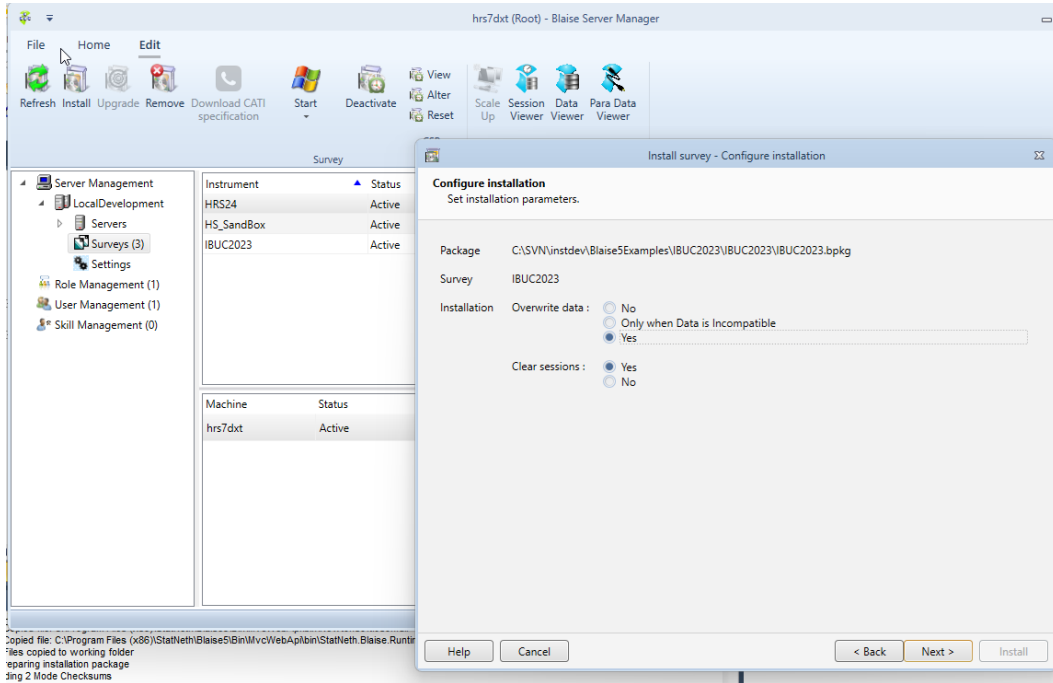 hrs7dxt (Root) - Blaise Server Manager
File Home Edit
Refresh Install Upgrade Remove Download CATI specification Start Deactivate
View
Alter
Reset
Scale Up Session Viewer Data Viewer Para Data Viewer
Survey
Server Management
LocalDevelopment
Servers
Surveys (3)
Settings
Role Management (1)
User Management (1)
Skill Management (0)
Instrument Status
HRS24 Active
HS_SandBox Active
IBUC2023 Active
Machine Status
hrs7dxt Active
Install survey - Configure installation
Configure installation
Set installation parameters.
Package C:\SVN\instdev\Blaise5Examples\IBUC2023\IBUC2023\IBUC2023.bpkg
Survey IBUC2023
Installation Overwrite data : No
Only when Data is Incompatible
Yes
Clear sessions : Yes
No
Help Cancel < Back Next > Install
Copied file: C:\Program Files (x86)\StatNeth\Blaise5\Bin\MvcWebApi\bin\StatNeth.Blaise.Runtim
Files copied to working folder
reparing installation package
ding 2 Mode Checksums